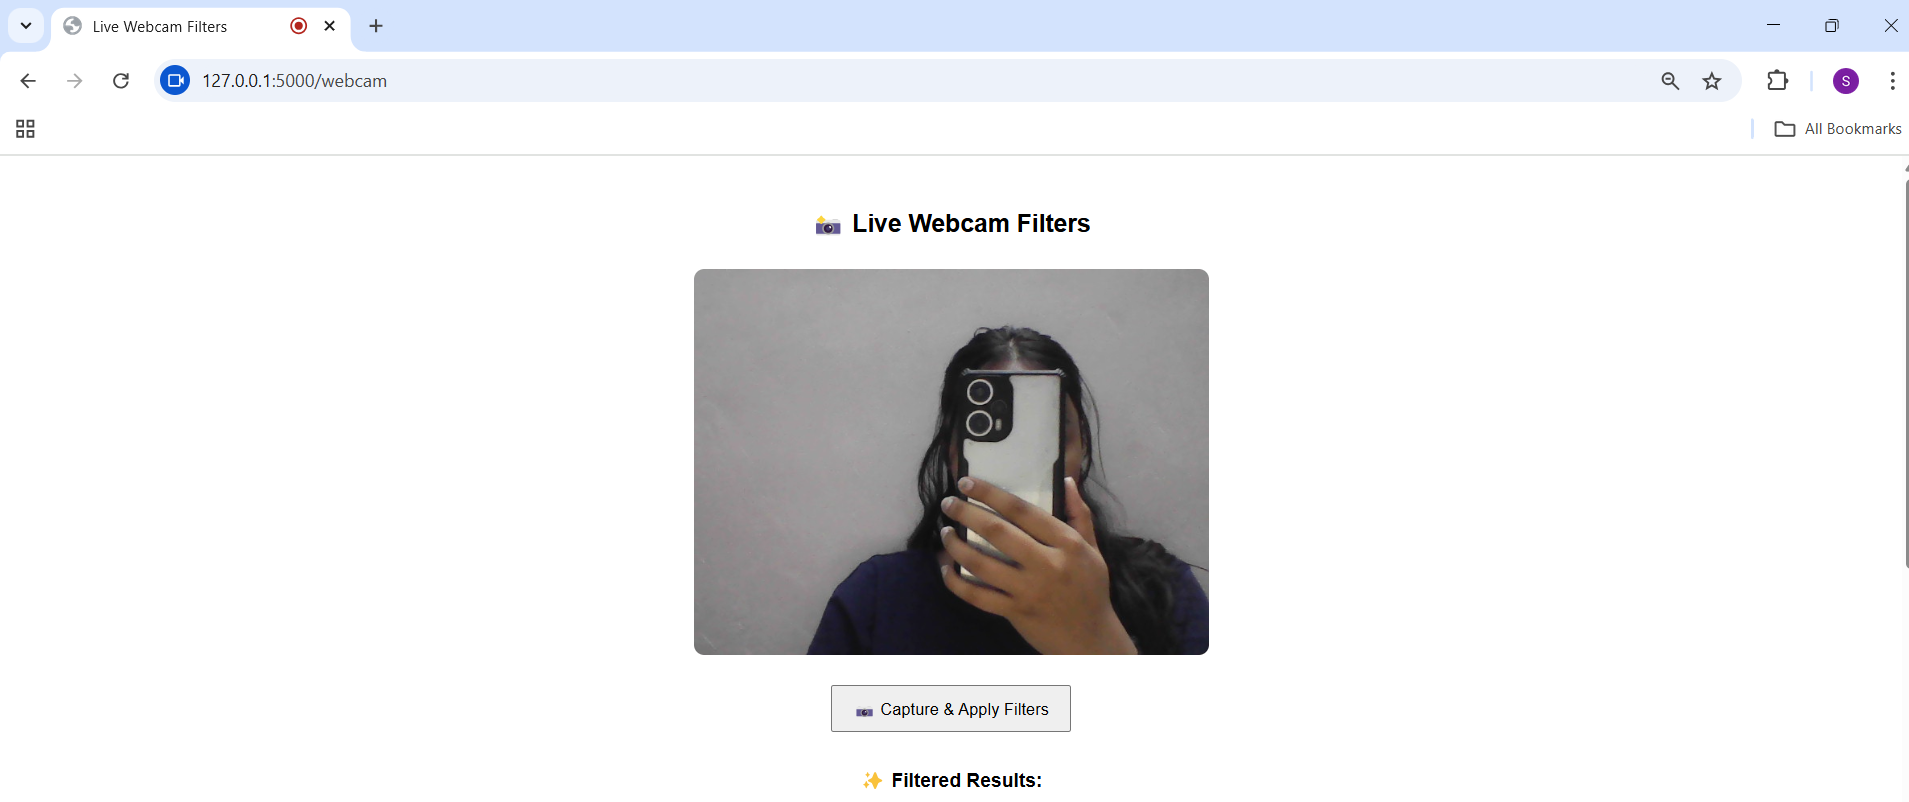 Live Webcam Filters
127.0.0.1:5000/webcam
S
All Bookmarks
Live Webcam Filters
Capture & Apply Filters
Filtered Results: